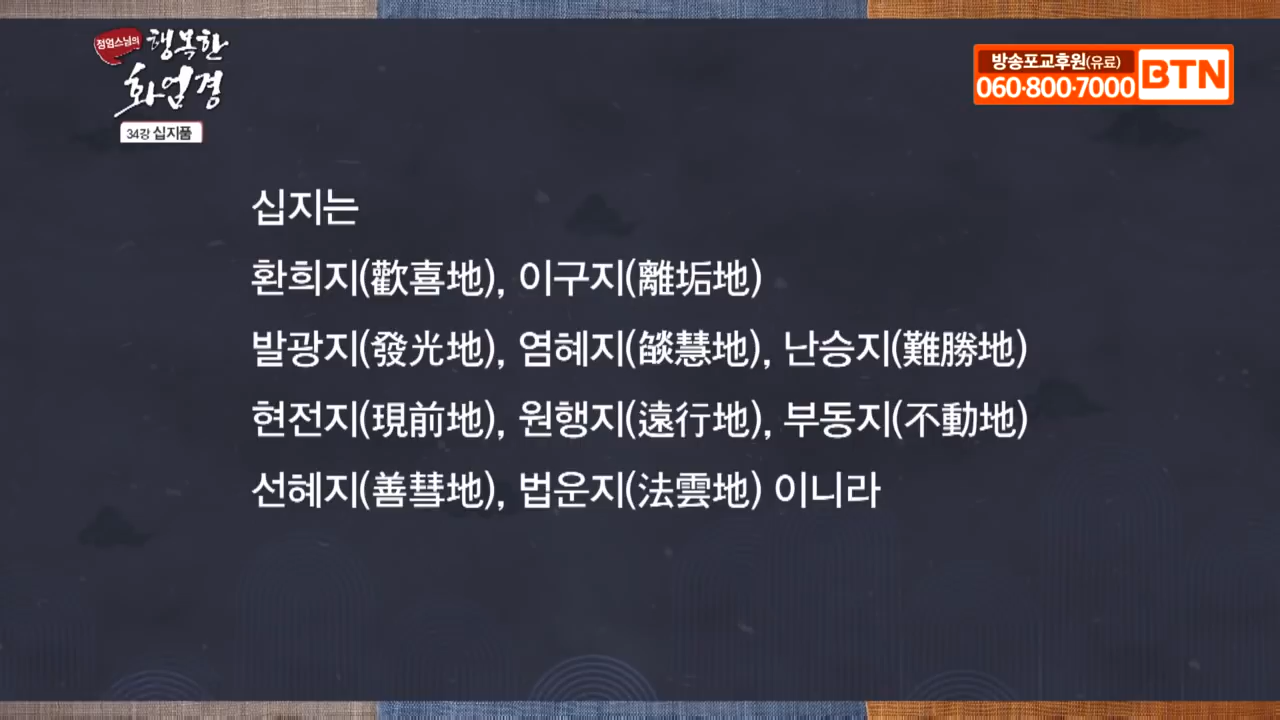 정엄스님의
행복한
화엄경
34강 십지품
방송포교후원(유료)
060·800·7000
BTN
십지는
환희지(歡喜地), 이구지(離垢地)
발광지(發光地), 염혜지(燄慧地), 난승지(難勝地)
현전지(現前地), 원행지(遠行地), 부동지(不動地)
선혜지(善彗地), 법운지(法雲地) 이니라